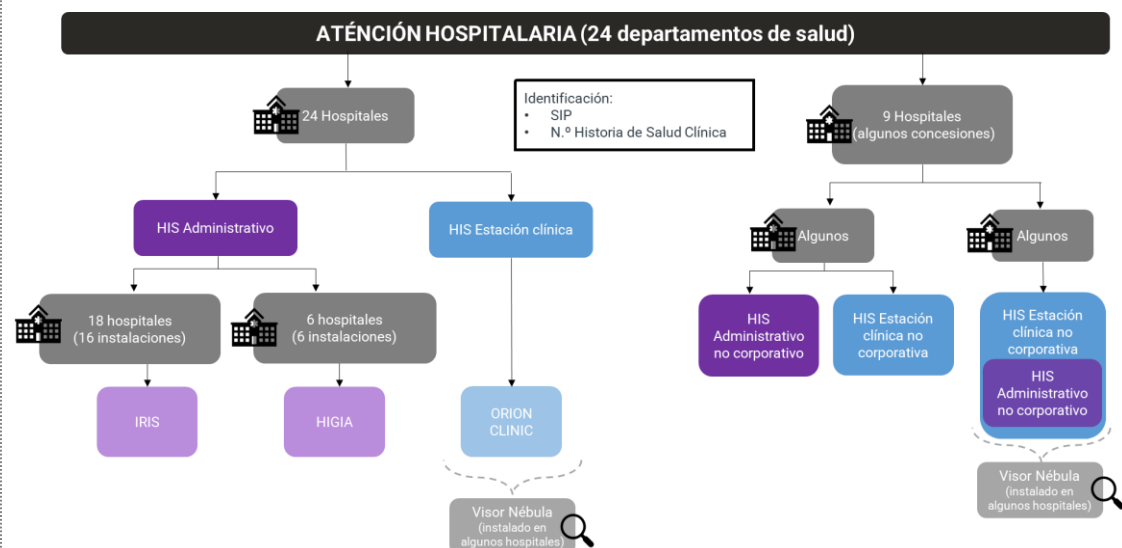 ATÉNCIÓN HOSPITALARIA (24 departamentos de salud)
24 Hospitales
Identificación:
• SIP
• N.º Historia de Salud Clínica
9 Hospitales
(algunos concesiones)
HIS Administrativo
HIS Estación clínica
Algunos
Algunos
18 hospitales
(16 instalaciones)
6 hospitales
(6 instalaciones)
HIS
Administrativo
no corporativo
HIS Estación
clínica no
corporativa
HIS Estación
clínica no
corporativa
HIS
Administrativo
no corporativo
IRIS
HIGIA
ORION
CLINIC
Visor Nébula
(instalado en
algunos hospitales)
Visor Nébula
(instalado en
algunos hospitales)